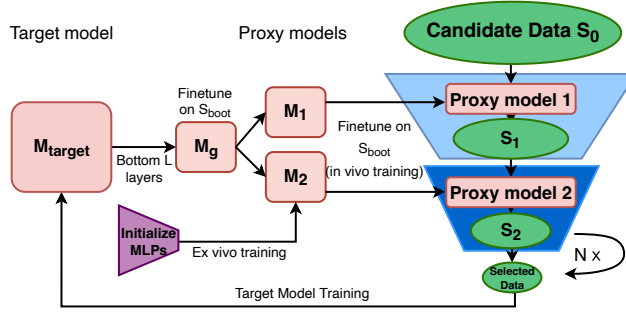 Target model
Proxy models
Candidate Data S0
Finetune
on Sboot
M1
Proxy model 1
Mtarget
Mg
Finetune on
Sboot
(in vivo training)
S1
Bottom L
layers
M2
Proxy model 2
Initialize
MLPs
Ex vivo training
S2
N x
Selected
Data
Target Model Training